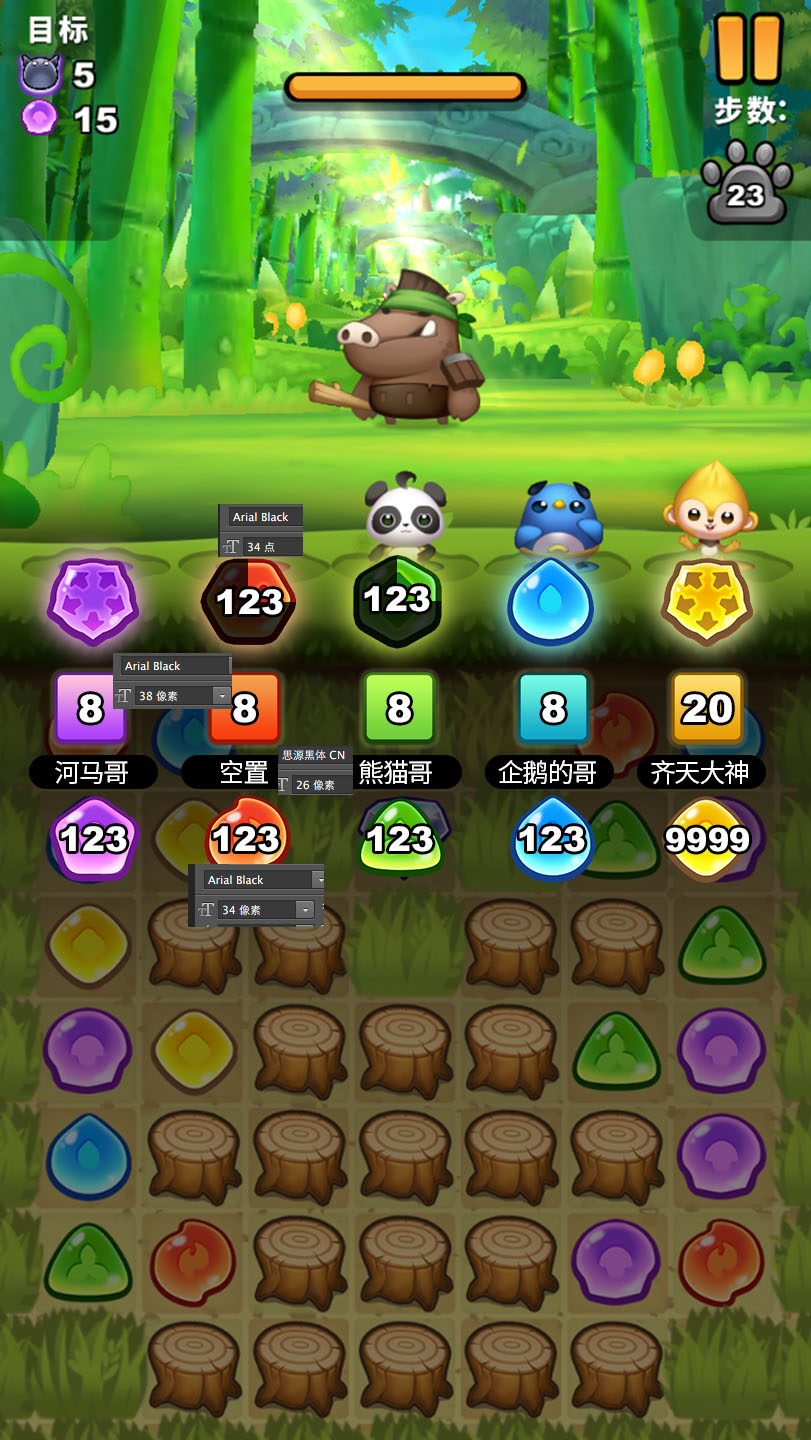 目标
5
15
步数:
23
Arial Black
34 点
123
123
Arial Black
38 像素
8
8
8
8
20
思源黑体 CN
26 像素
河马哥
空置
熊猫哥
企鹅的哥
齐天大神
123
123
123
123
9999
Arial Black
34 像素